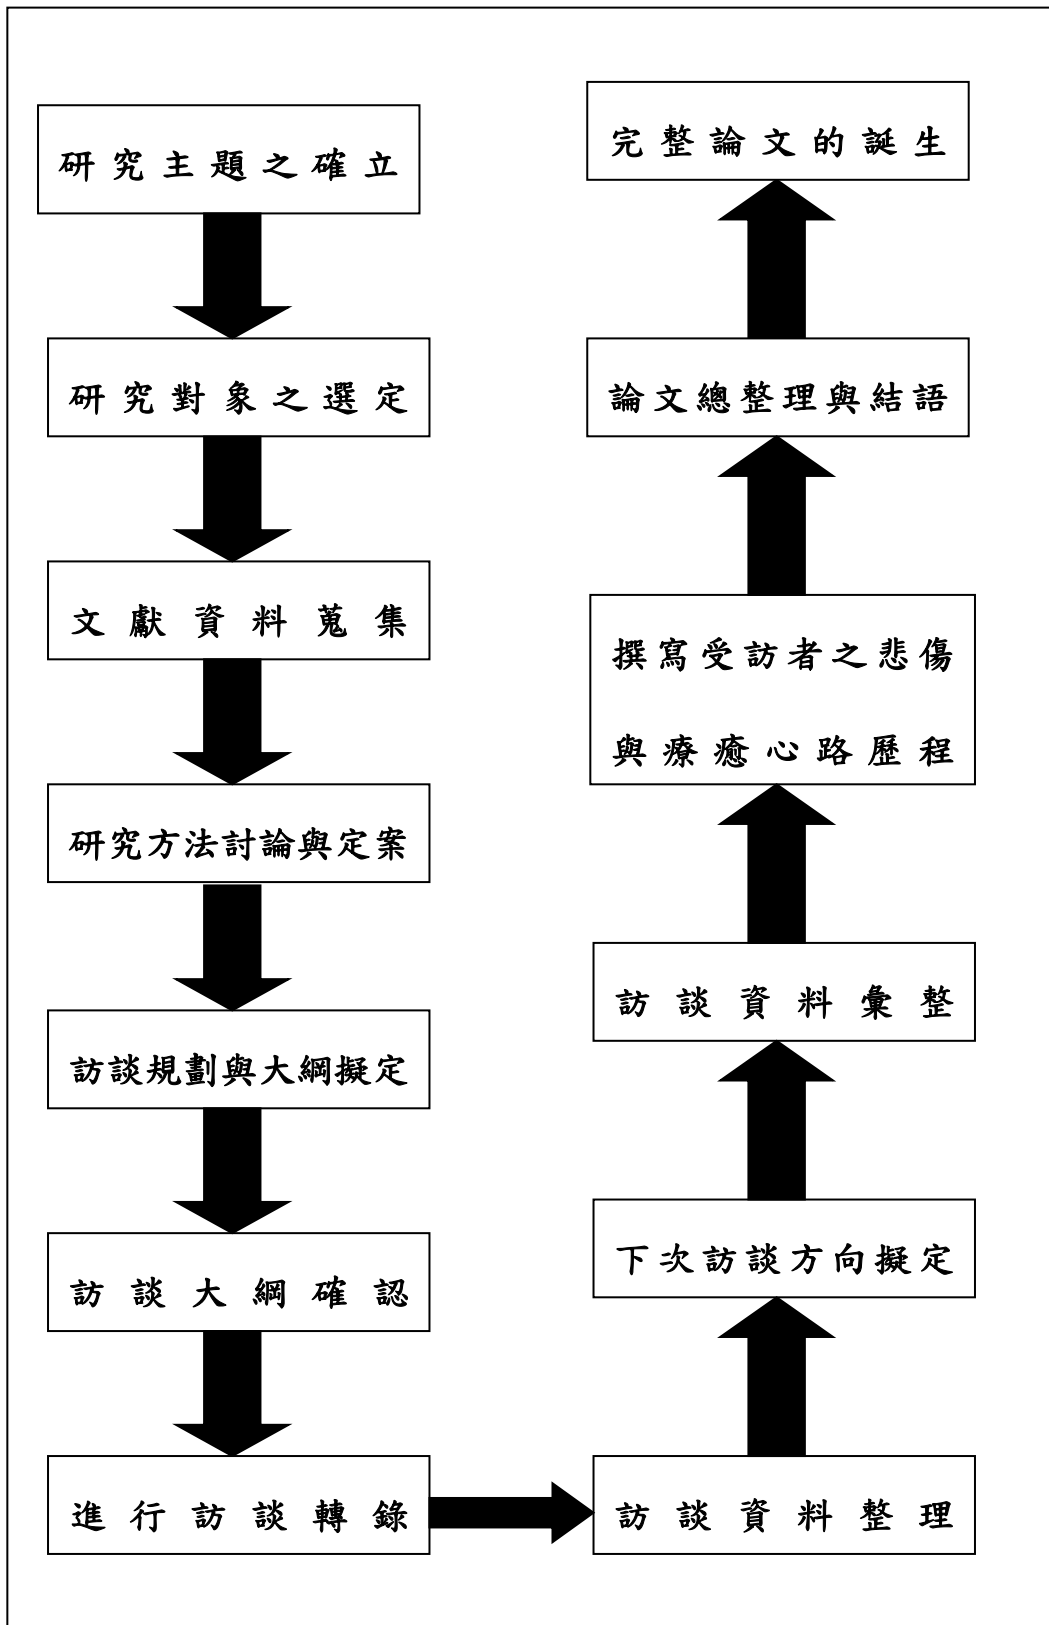 研究主題之確立
研究對象之選定
文獻資料蒐集
研究方法討論與定案
訪談規劃與大綱擬定
訪談大綱確認
進行訪談轉錄
訪談資料整理
下次訪談方向擬定
訪談資料彙整
撰寫受訪者之悲傷
與療癒心路歷程
論文總整理與結語
完整論文的誕生